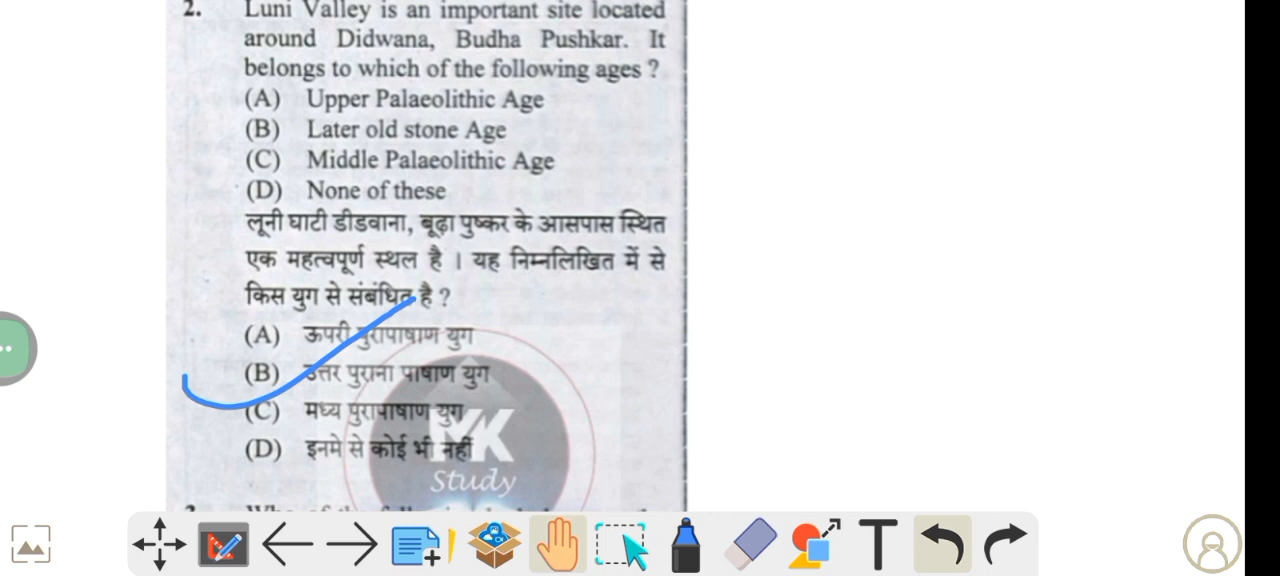 2. Luni Valley is an important site located
around Didwana, Budha Pushkar. It
belongs to which of the following ages ?
(A) Upper Palaeolithic Age
(B) Later old stone Age
(C) Middle Palaeolithic Age
(D) None of these
लूनी घाटी डीडवाना, बूढ़ा पुष्कर के आसपास स्थित
एक महत्वपूर्ण स्थल है । यह निम्नलिखित में से
किस युग से संबंधित है ?
(A) ऊपरी पुरापाषाण युग
(B) उत्तर पुराना पाषाण युग
(C) मध्य पुरापाषाण युग
(D) इनमे से कोई भी नहीं
MK
Study
T